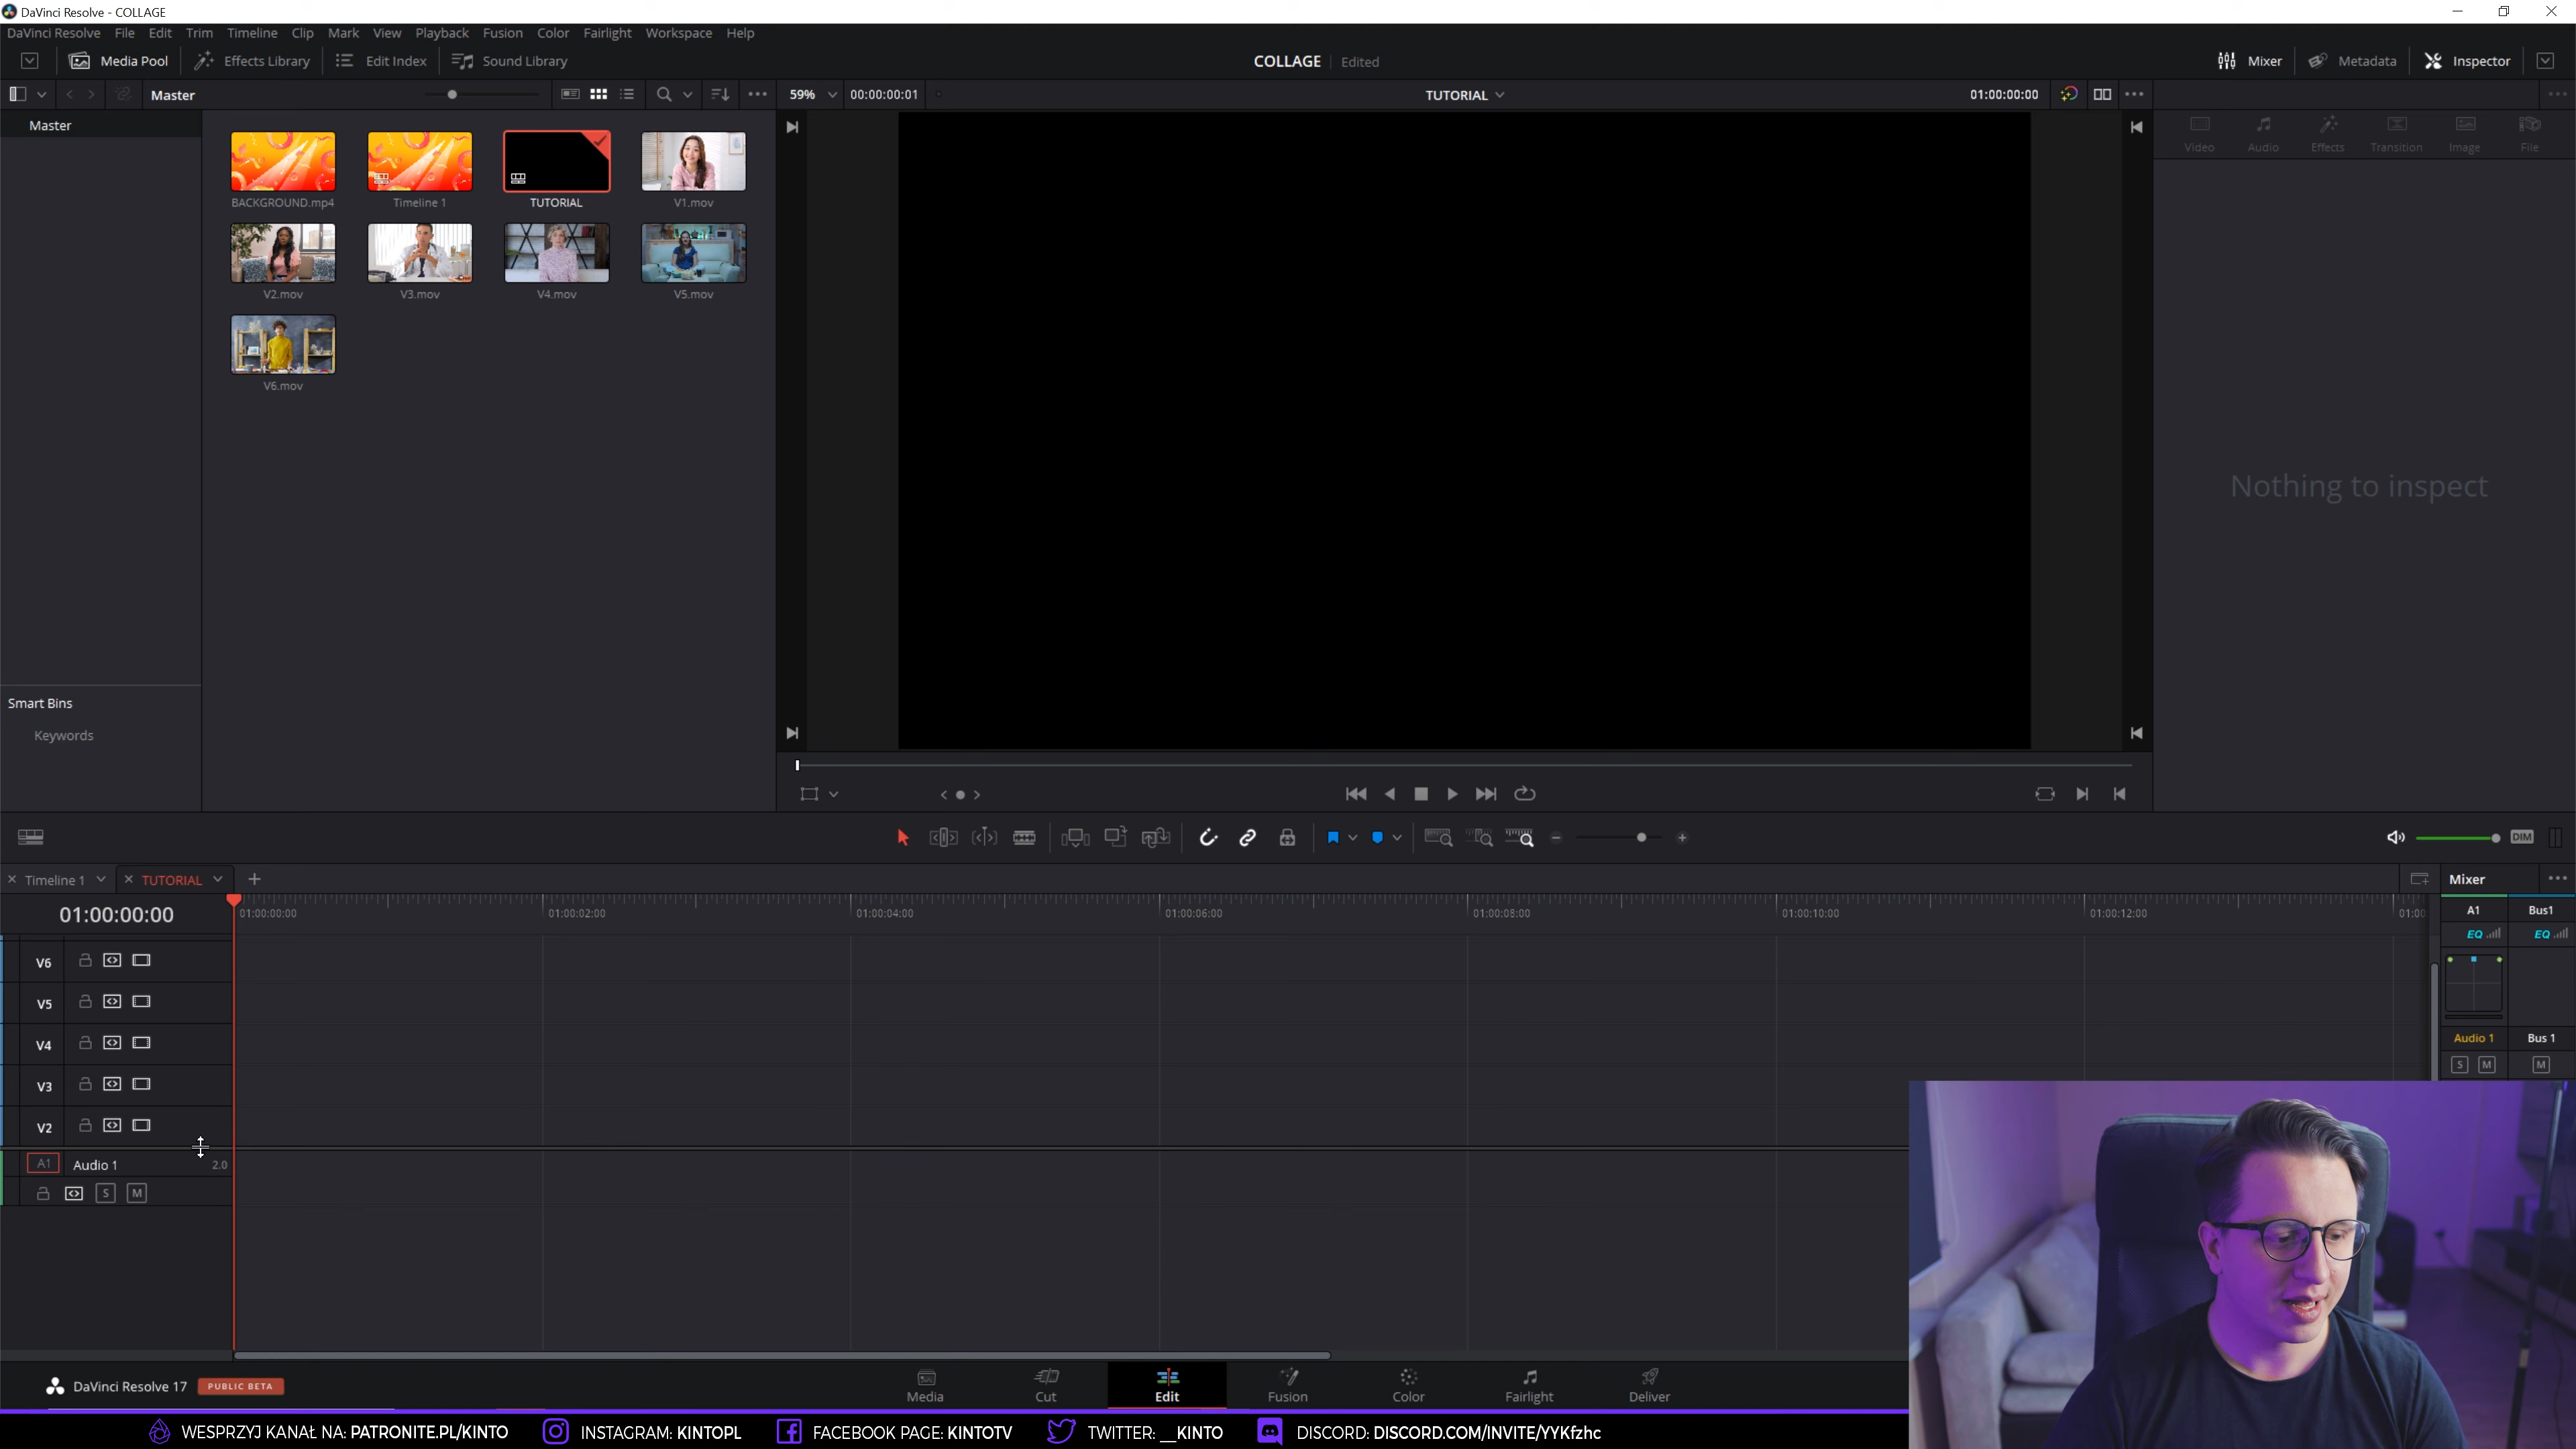 DaVinci Resolve - COLLAGE
DaVinci Resolve File Edit Trim Timeline Clip Mark View Playback Fusion Color Fairlight Workspace Help
Media Pool Effects Library Edit Index Sound Library COLLAGE Edited Mixer Metadata Inspector
Master 59% 00:00:00:01 TUTORIAL 01:00:00:00
Master
Video Audio Effects Transition Image File
BACKGROUND.mp4 Timeline 1 TUTORIAL V1.mov
V2.mov V3.mov V4.mov V5.mov
V6.mov
Nothing to inspect
Smart Bins
Keywords
DIM
Timeline 1 TUTORIAL Mixer
01:00:00:00 01:00:00:00 01:00:02:00 01:00:04:00 01:00:06:00 01:00:08:00 01:00:10:00 01:00:12:00 01:00 A1 Bus1
EQ EQ
V6
V5
V4 Audio 1 Bus 1
S M M
V3
V2
A1 Audio 1 2.0
S M
DaVinci Resolve 17 PUBLIC BETA Media Cut Edit Fusion Color Fairlight Deliver
WESPRZYJ KANAŁ NA: PATRONITE.PL/KINTO INSTAGRAM: KINTOPL FACEBOOK PAGE: KINTOTV TWITTER: __KINTO DISCORD: DISCORD.COM/INVITE/YYKfzhc